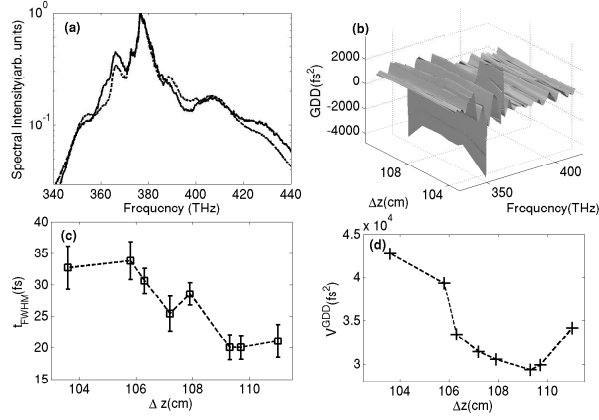 (a)
Spectral Intensity(arb. units)
10^0
10^-1
340 360 380 400 420 440
Frequency (THz)
(b)
GDD(fs^2)
2000
0
-2000
-4000
108
104
Δz(cm)
350
400
Frequency(THz)
(c)
t_FWHM(fs)
40
35
30
25
20
15
104 106 108 110
Δ z(cm)
x 10^4
(d)
V^GDD(fs^2)
4.5
4
3.5
3
104 106 108 110
Δz(cm)